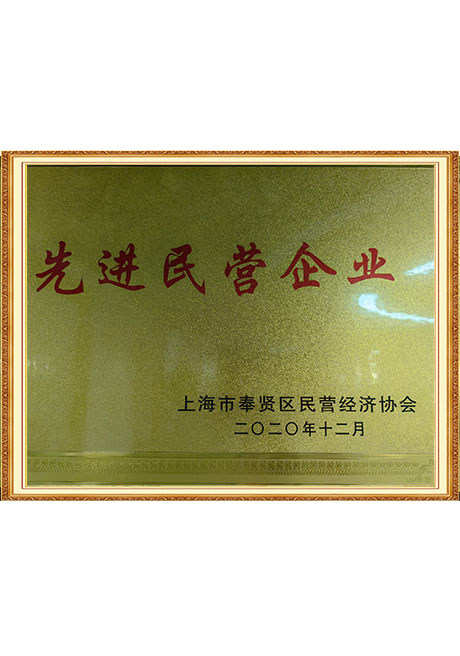 先进民营企业
上海市奉贤区民营经济协会
二〇二〇年十二月